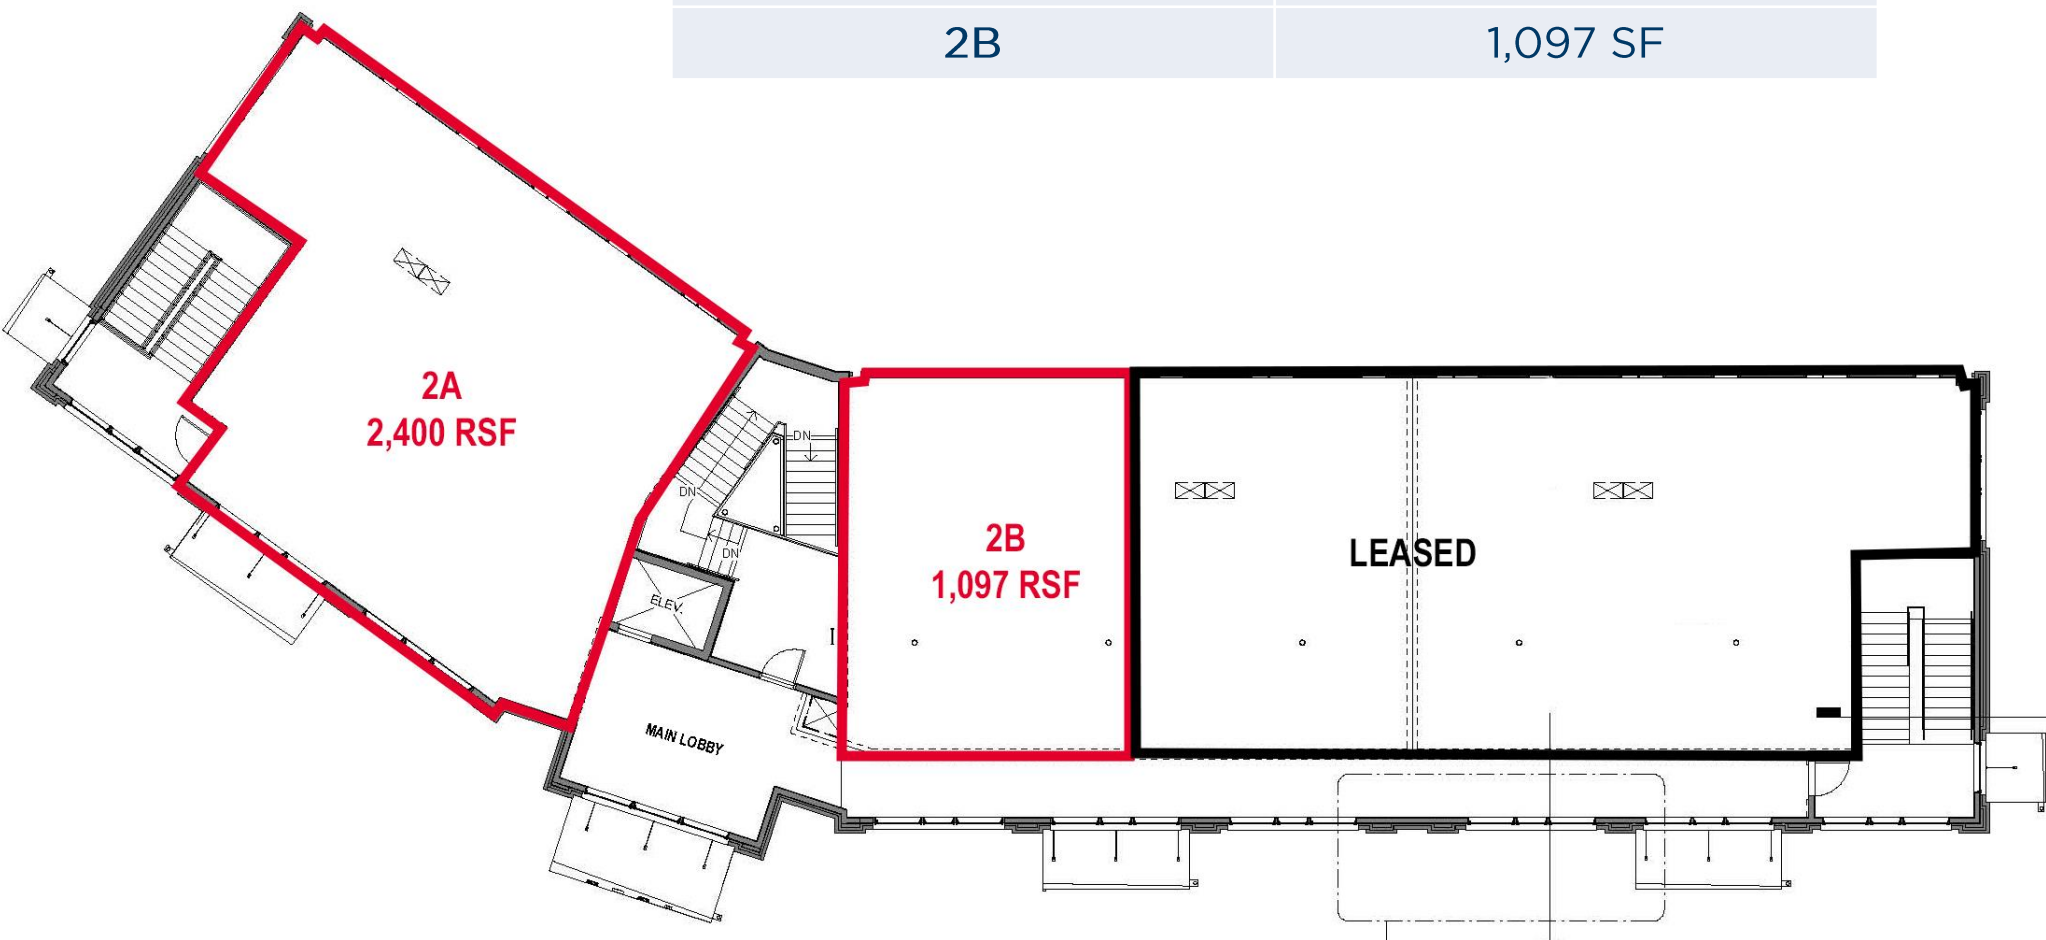 2B 1,097 SF
2A
2,400 RSF
DN
DN
DN
2B
1,097 RSF
LEASED
ELEV.
MAIN LOBBY